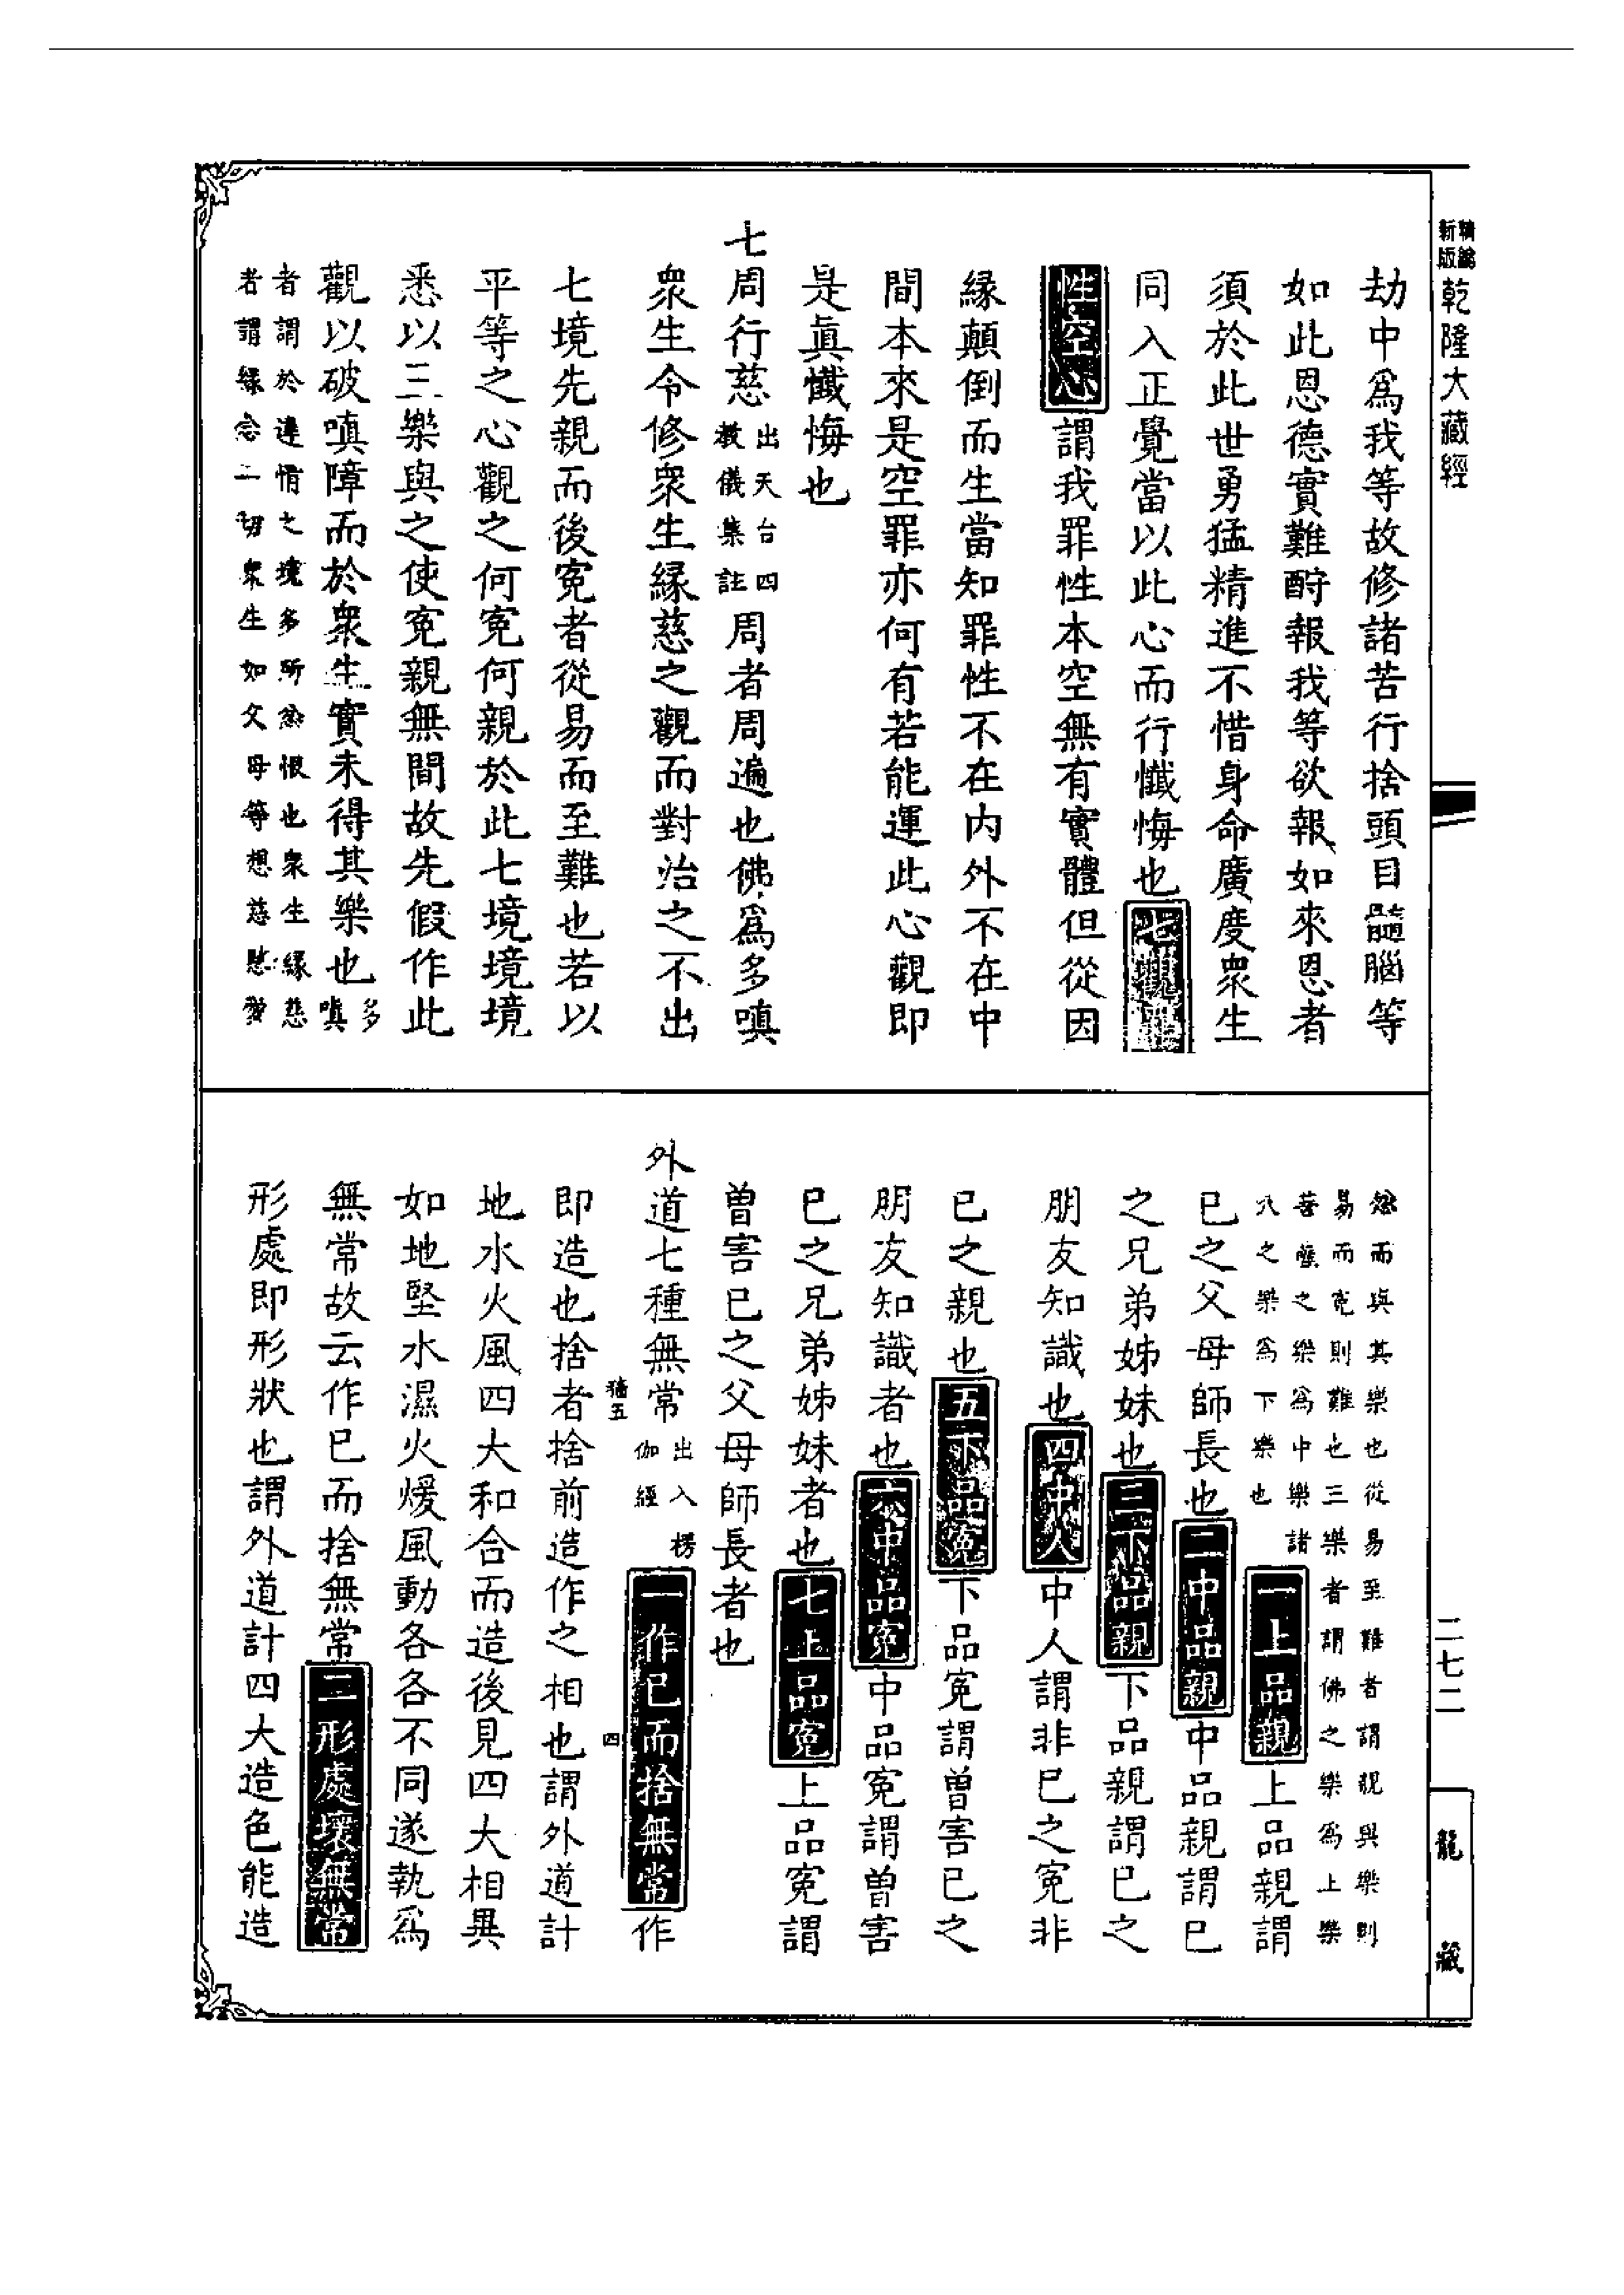 新版
乾隆大藏經
劫中爲我等故修諸苦行捨頭目髓腦等
如此恩德實難酧報我等欲報如來恩者
須於此世勇猛精進不惜身命廣度衆生
同入正覺當以此心而行懺悔也七觀罪
性空心謂我罪性本空無有實體但從因
緣顛倒而生當知罪性不在内外不在中
間本來是空罪亦何有若能運此心觀即
是眞懺悔也
七周行慈出天台四教儀集註周者周遍也佛爲多嗔
衆生令修衆生緣慈之觀而對治之不出
七境先親而後寃者從易而至難也若以
平等之心觀之何寃何親於此七境境境
悉以三樂與之使寃親無間故先假作此
觀以破嗔障而於衆生實未得其樂也多嗔
者謂於違情之境多所忿恨也衆生緣慈
者謂緣念一切衆生如父母等想慈愍愛
念而與其樂也從易至難者謂親與樂則
易而寃則難也三樂者謂佛之樂爲上樂
菩薩之樂爲中樂諸
天之樂爲下樂也一上品親上品親謂
已之父母師長也二中品親中品親謂已
之兄弟姊妹也三下品親下品親謂已之
朋友知識也四中人中人謂非已之寃非
已之親也五下品寃下品寃謂曾害已之
朋友知識者也六中品寃中品寃謂曾害
已之兄弟姊妹者也七上品寃上品寃謂
曾害已之父母師長者也
外道七種無常出入楞伽經一作已而捨無常作
即造也捨者捨前造作之相也謂外道計
地水火風四大和合而造後見四大相異
如地堅水濕火煖風動各各不同遂執爲
無常故云作已而捨無常二形處壞無常
形處即形狀也謂外道計四大造色能造
二七二
龍藏